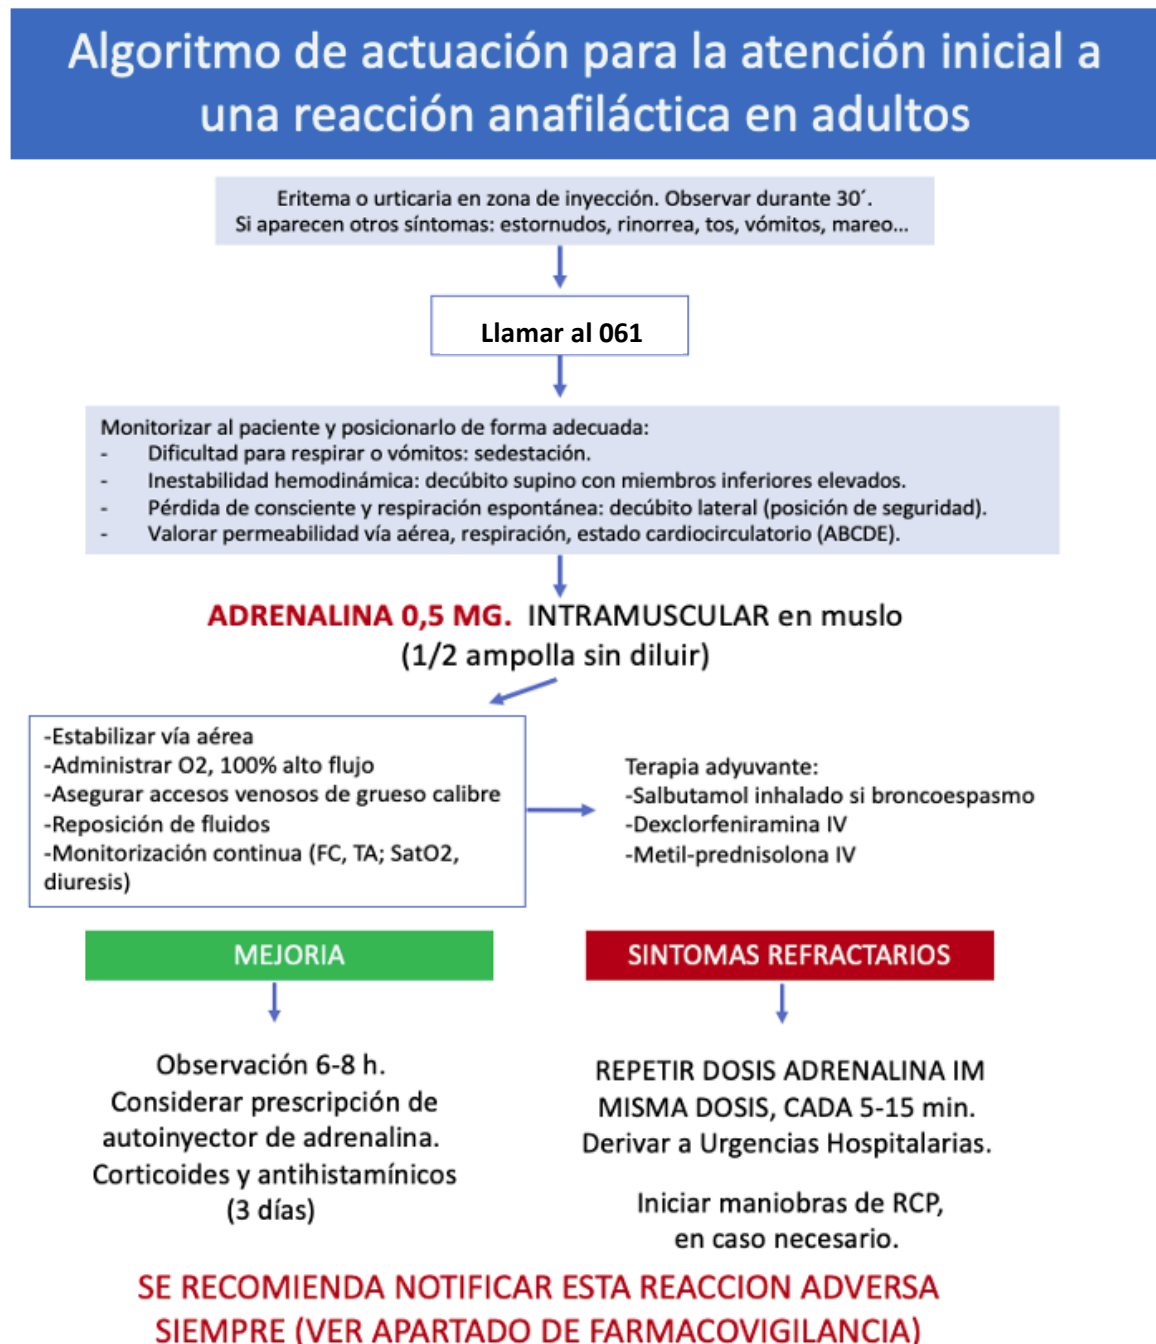 Algoritmo de actuación para la atención inicial a
una reacción anafiláctica en adultos
Eritema o urticaria en zona de inyección. Observar durante 30´.
Si aparecen otros síntomas: estornudos, rinorrea, tos, vómitos, mareo...
Llamar al 061
Monitorizar al paciente y posicionarlo de forma adecuada:
- Dificultad para respirar o vómitos: sedestación.
- Inestabilidad hemodinámica: decúbito supino con miembros inferiores elevados.
- Pérdida de consciente y respiración espontánea: decúbito lateral (posición de seguridad).
- Valorar permeabilidad vía aérea, respiración, estado cardiocirculatorio (ABCDE).
ADRENALINA 0,5 MG. INTRAMUSCULAR en muslo
(1/2 ampolla sin diluir)
-Estabilizar vía aérea
-Administrar O2, 100% alto flujo
-Asegurar accesos venosos de grueso calibre
-Reposición de fluidos
-Monitorización continua (FC, TA; SatO2,
diuresis)
Terapia adyuvante:
-Salbutamol inhalado si broncoespasmo
-Dexclorfeniramina IV
-Metil-prednisolona IV
MEJORIA
Observación 6-8 h.
Considerar prescripción de
autoinyector de adrenalina.
Corticoides y antihistamínicos
(3 días)
SINTOMAS REFRACTARIOS
REPETIR DOSIS ADRENALINA IM
MISMA DOSIS, CADA 5-15 min.
Derivar a Urgencias Hospitalarias.
Iniciar maniobras de RCP,
en caso necesario.
SE RECOMIENDA NOTIFICAR ESTA REACCION ADVERSA
SIEMPRE (VER APARTADO DE FARMACOVIGILANCIA)